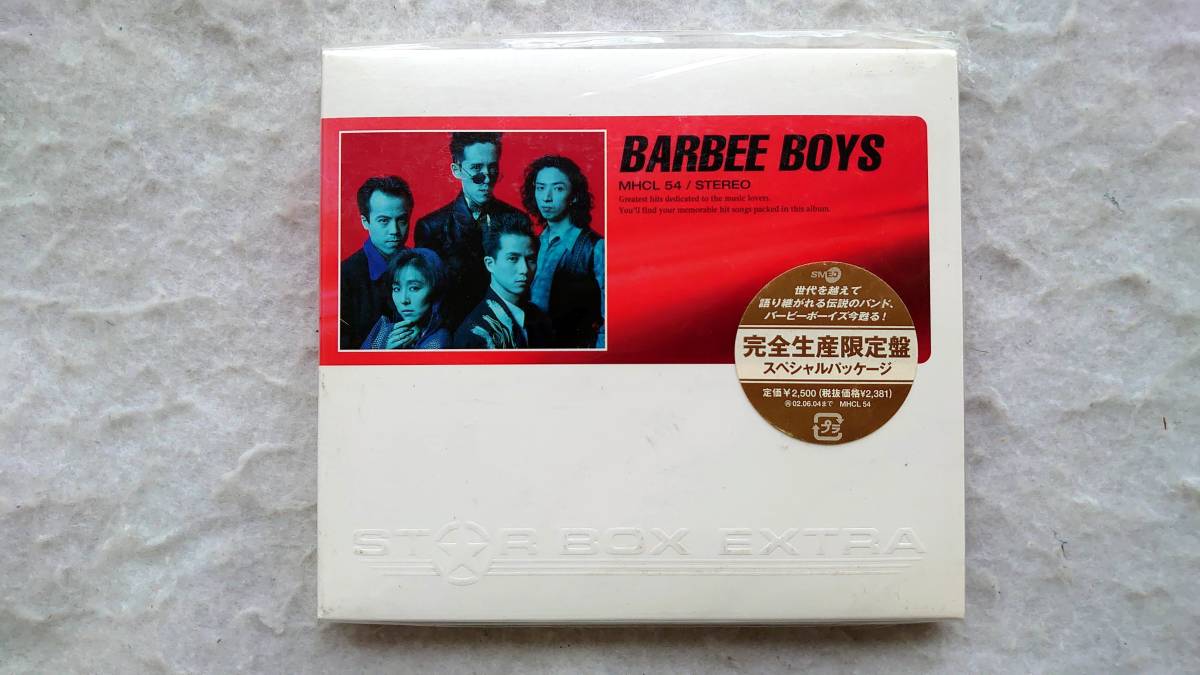 BARBEE BOYS
MHCL 54 / STEREO
Greatest hits dedicated to the music lovers.
You'll find your memorable hit songs packed in this album.
SMEJ
世代を越えて
語り継がれる伝説のバンド、
バービーボーイズ今甦る!
完全生産限定盤
スペシャルパッケージ
定価¥2,500 (税抜価格¥2,381)
Ⓗ02.06.04まで MHCL 54
プラ
STAR BOX EXTRA